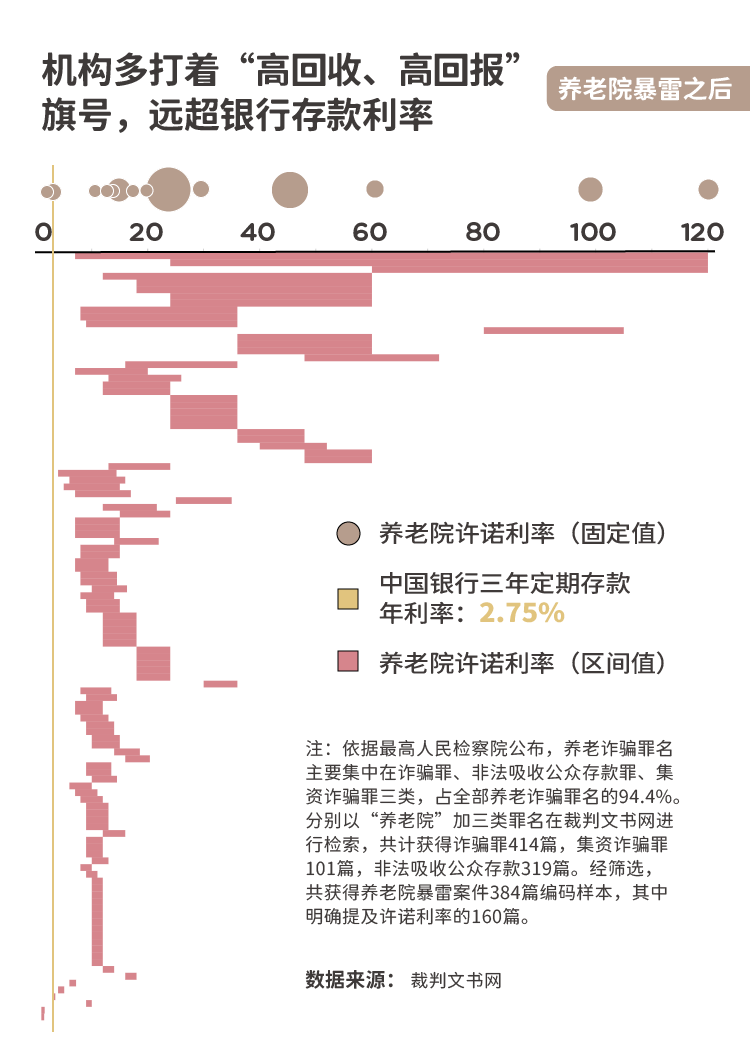 机构多打着“高回收、高回报”
旗号，远超银行存款利率
养老院暴雷之后
0 20 40 60 80 100 120
养老院许诺利率（固定值）
中国银行三年定期存款
年利率：2.75%
养老院许诺利率（区间值）
注：依据最高人民检察院公布，养老诈骗罪名
主要集中在诈骗罪、非法吸收公众存款罪、集
资诈骗罪三类，占全部养老诈骗罪名的94.4%。
分别以“养老院”加三类罪名在裁判文书网进
行检索，共计获得诈骗罪414篇，集资诈骗罪
101篇，非法吸收公众存款319篇。经筛选，
共获得养老院暴雷案件384篇编码样本，其中
明确提及许诺利率的160篇。
数据来源： 裁判文书网